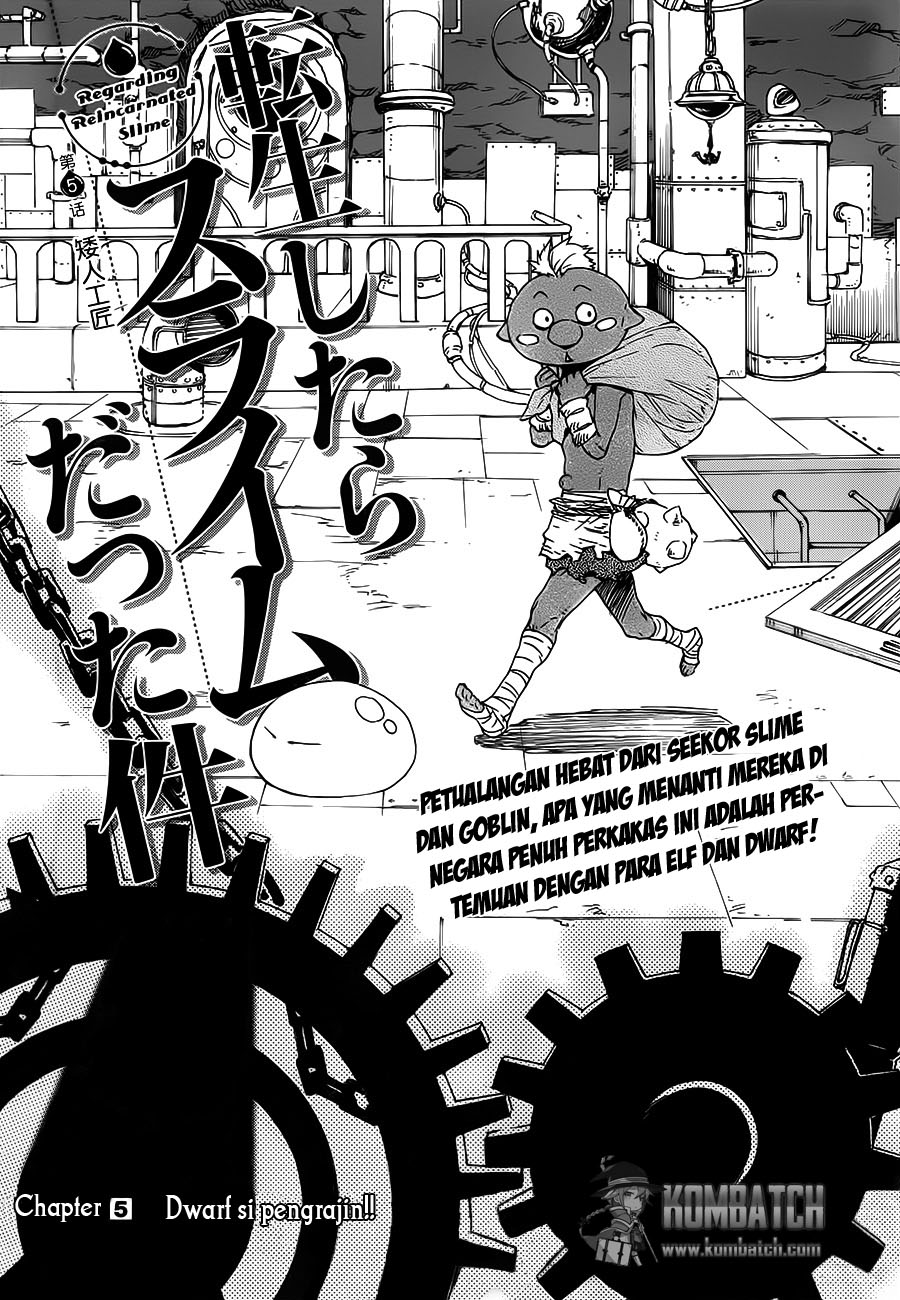 Regarding
Reincarnated
Slime
第5话 矮人工匠
転生したら
スライム
だった件
PETUALANGAN HEBAT DARI SEEKOR SLIME
DAN GOBLIN, APA YANG MENANTI MEREKA DI
NEGARA PENUH PERKAKAS INI ADALAH PER-
TEMUAN DENGAN PARA ELF DAN DWARF!
Chapter 5 Dwarf si pengrajin!!
KOMBATCH
www.kombatch.com